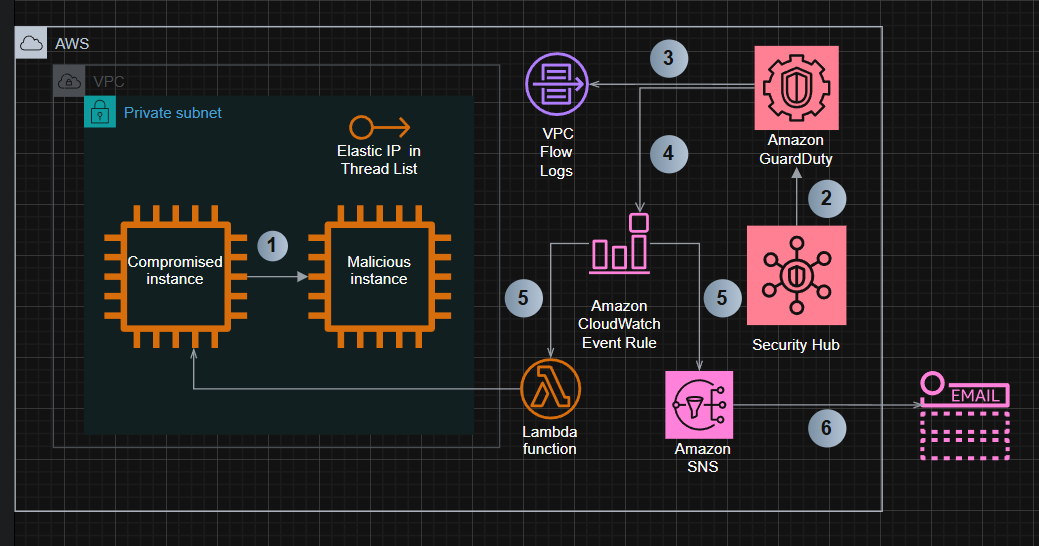 AWS
VPC
Private subnet
Elastic IP in
Thread List
Compromised
instance
1
Malicious
instance
VPC
Flow
Logs
3
Amazon
GuardDuty
4
2
5
Amazon
CloudWatch
Event Rule
5
Security Hub
Lambda
function
Amazon
SNS
6
EMAIL